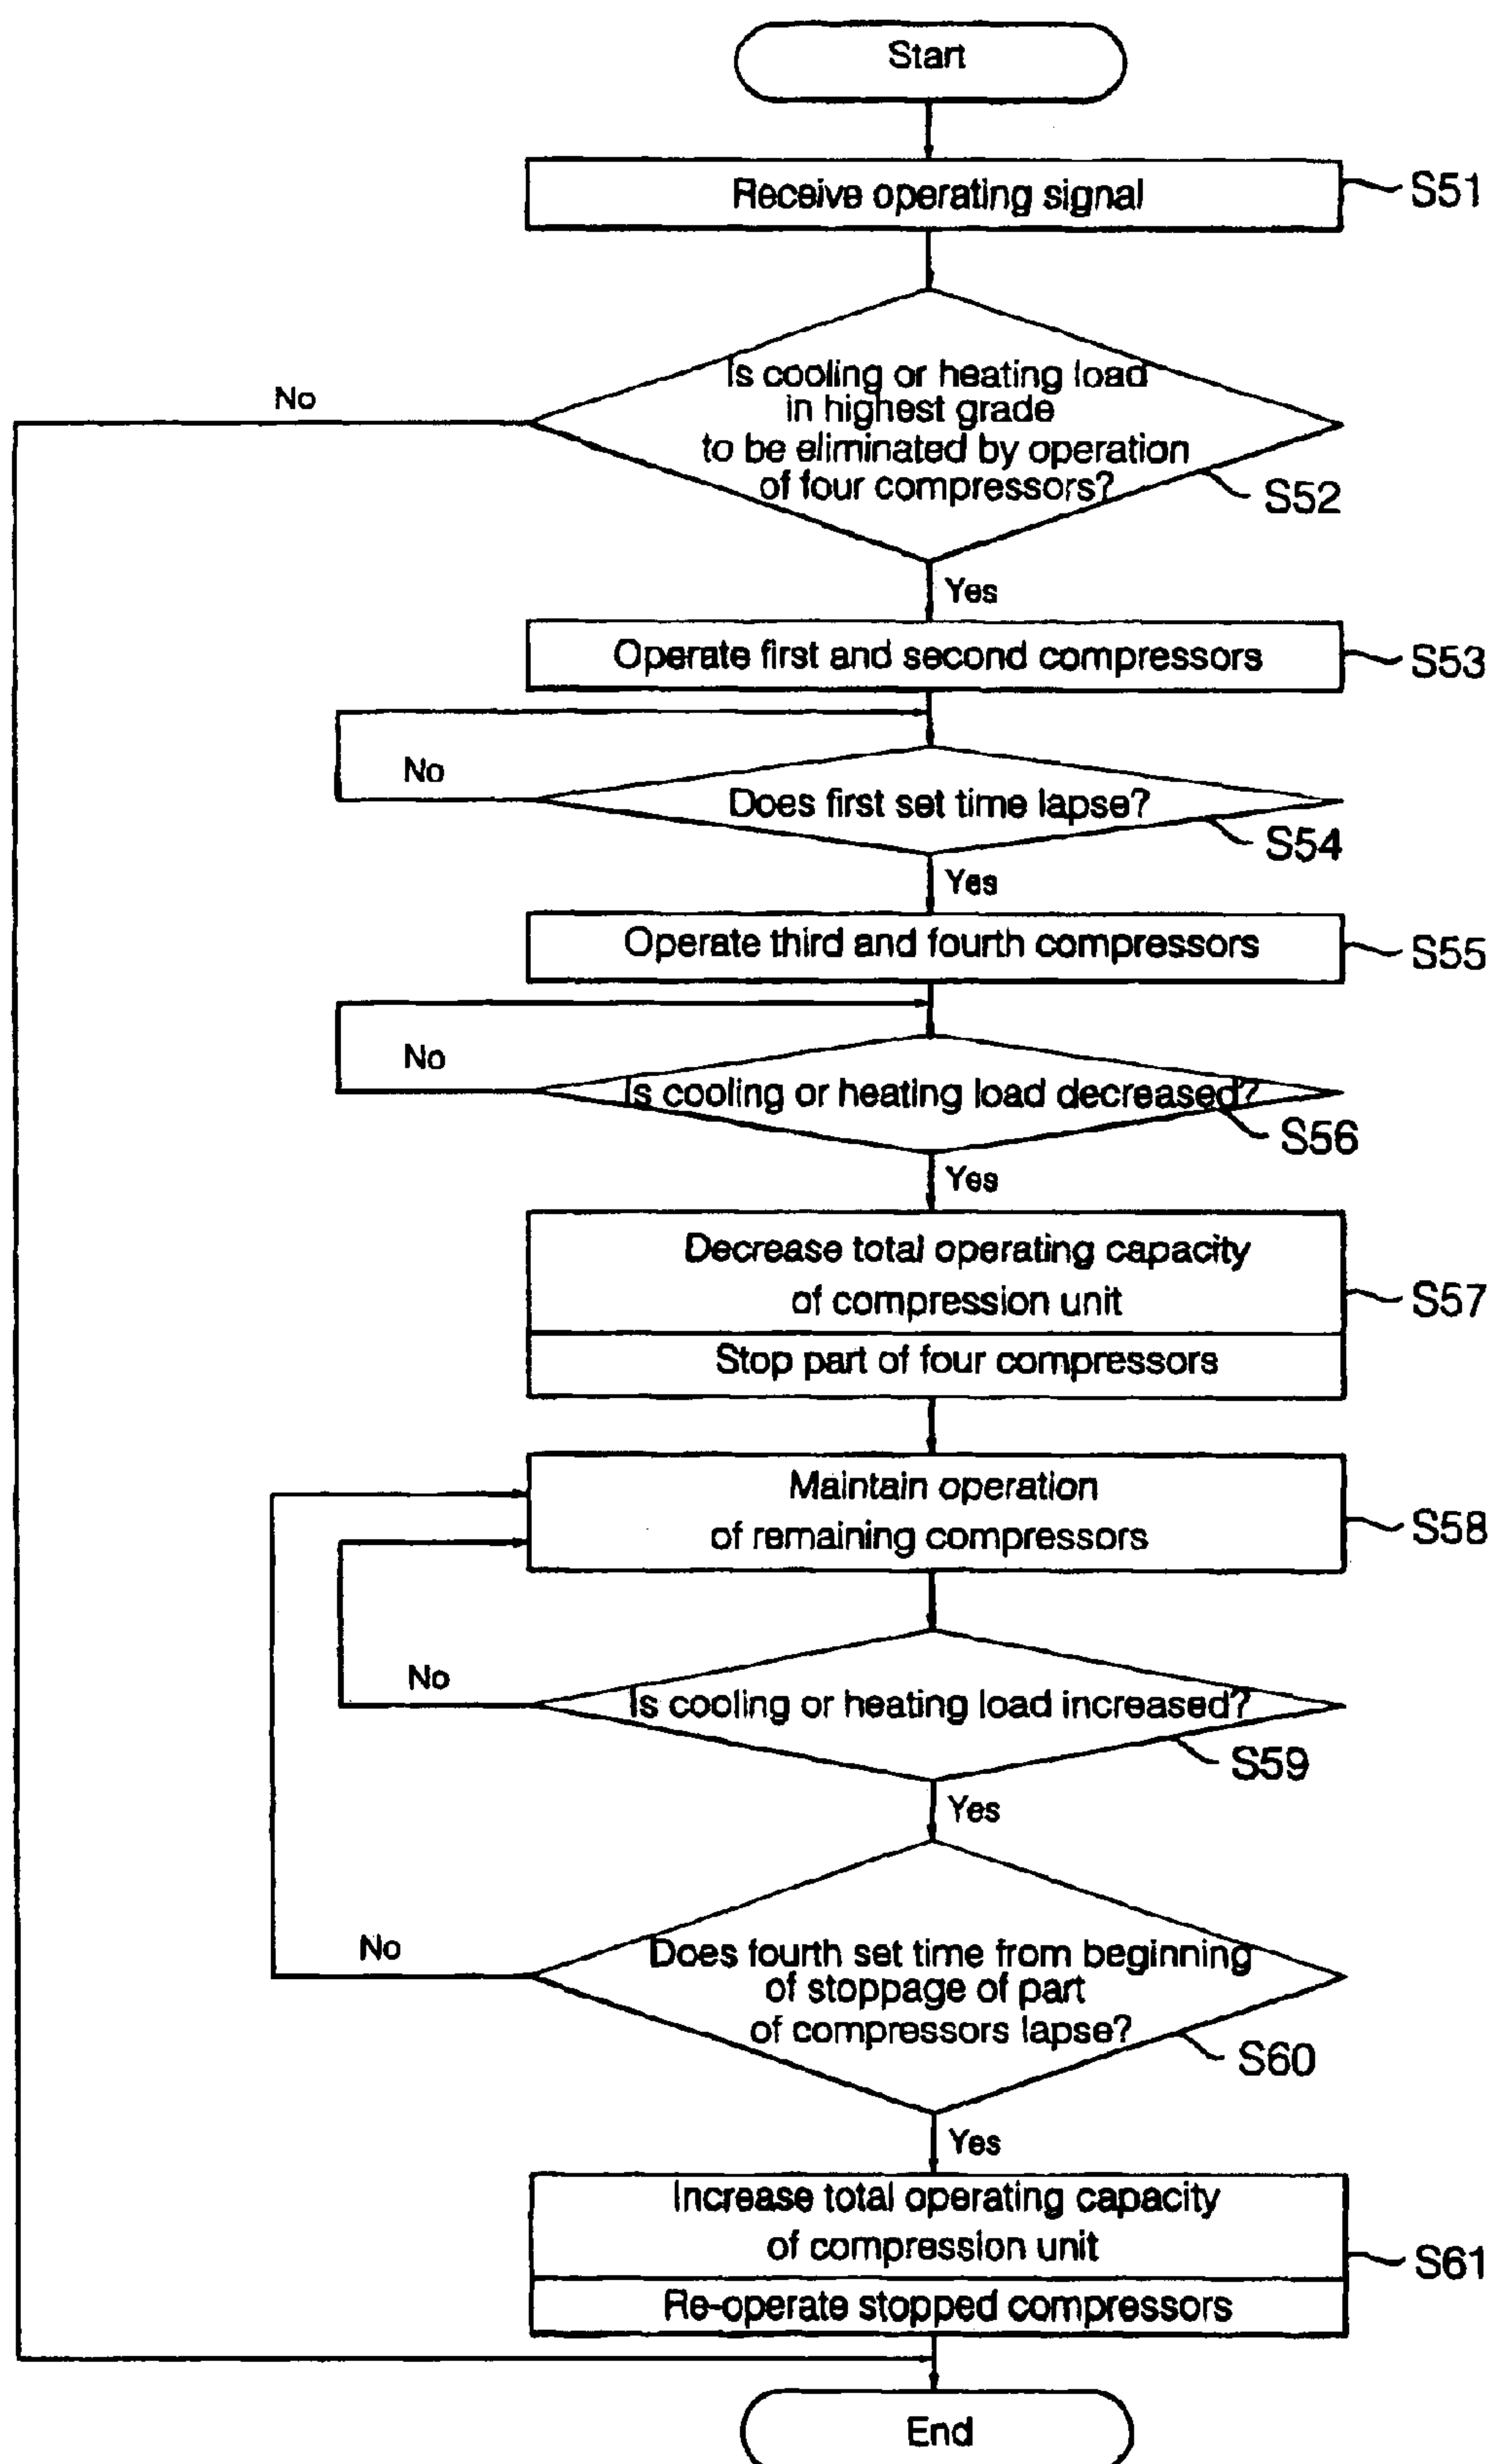 Start
Receive operating signal
S51
Is cooling or heating load
in highest grade
to be eliminated by operation
of four compressors?
S52
No
Yes
Operate first and second compressors
S53
No
Does first set time lapse?
S54
Yes
Operate third and fourth compressors
S55
No
Is cooling or heating load decreased?
S56
Yes
Decrease total operating capacity
of compression unit
S57
Stop part of four compressors
Maintain operation
of remaining compressors
S58
No
Is cooling or heating load increased?
S59
Yes
No
Does fourth set time from beginning
of stoppage of part
of compressors lapse?
S60
Yes
Increase total operating capacity
of compression unit
S61
Re-operate stopped compressors
End